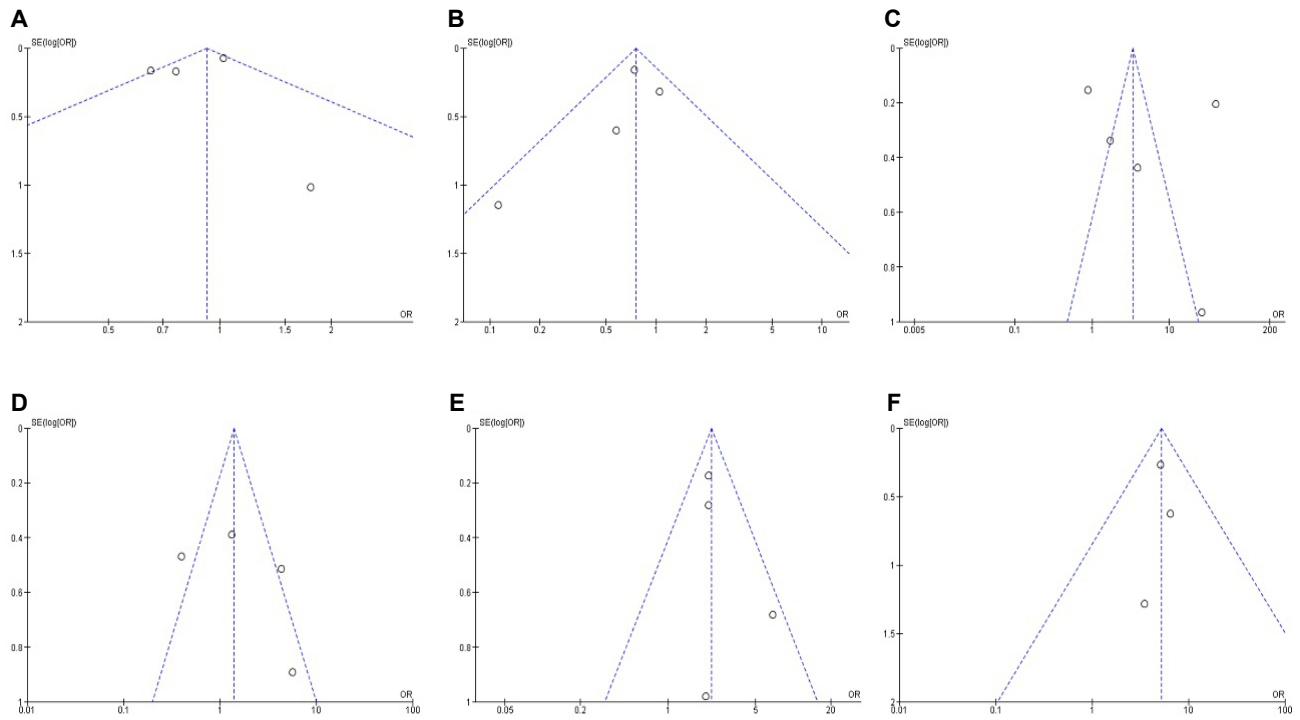 A
SE(log[OR])
0
0.5
1
1.5
2
0.5 0.7 1 1.5 2
OR
B
SE(log[OR])
0
0.5
1
1.5
2
0.1 0.2 0.5 1 2 5 10
OR
C
SE(log[OR])
0
0.2
0.4
0.6
0.8
1
0.005 0.1 1 10 200
OR
D
SE(log[OR])
0
0.2
0.4
0.6
0.8
1
0.01 0.1 1 10 100
OR
E
SE(log[OR])
0
0.2
0.4
0.6
0.8
1
0.05 0.2 1 5 20
OR
F
SE(log[OR])
0
0.5
1
1.5
2
0.01 0.1 1 10 100
OR